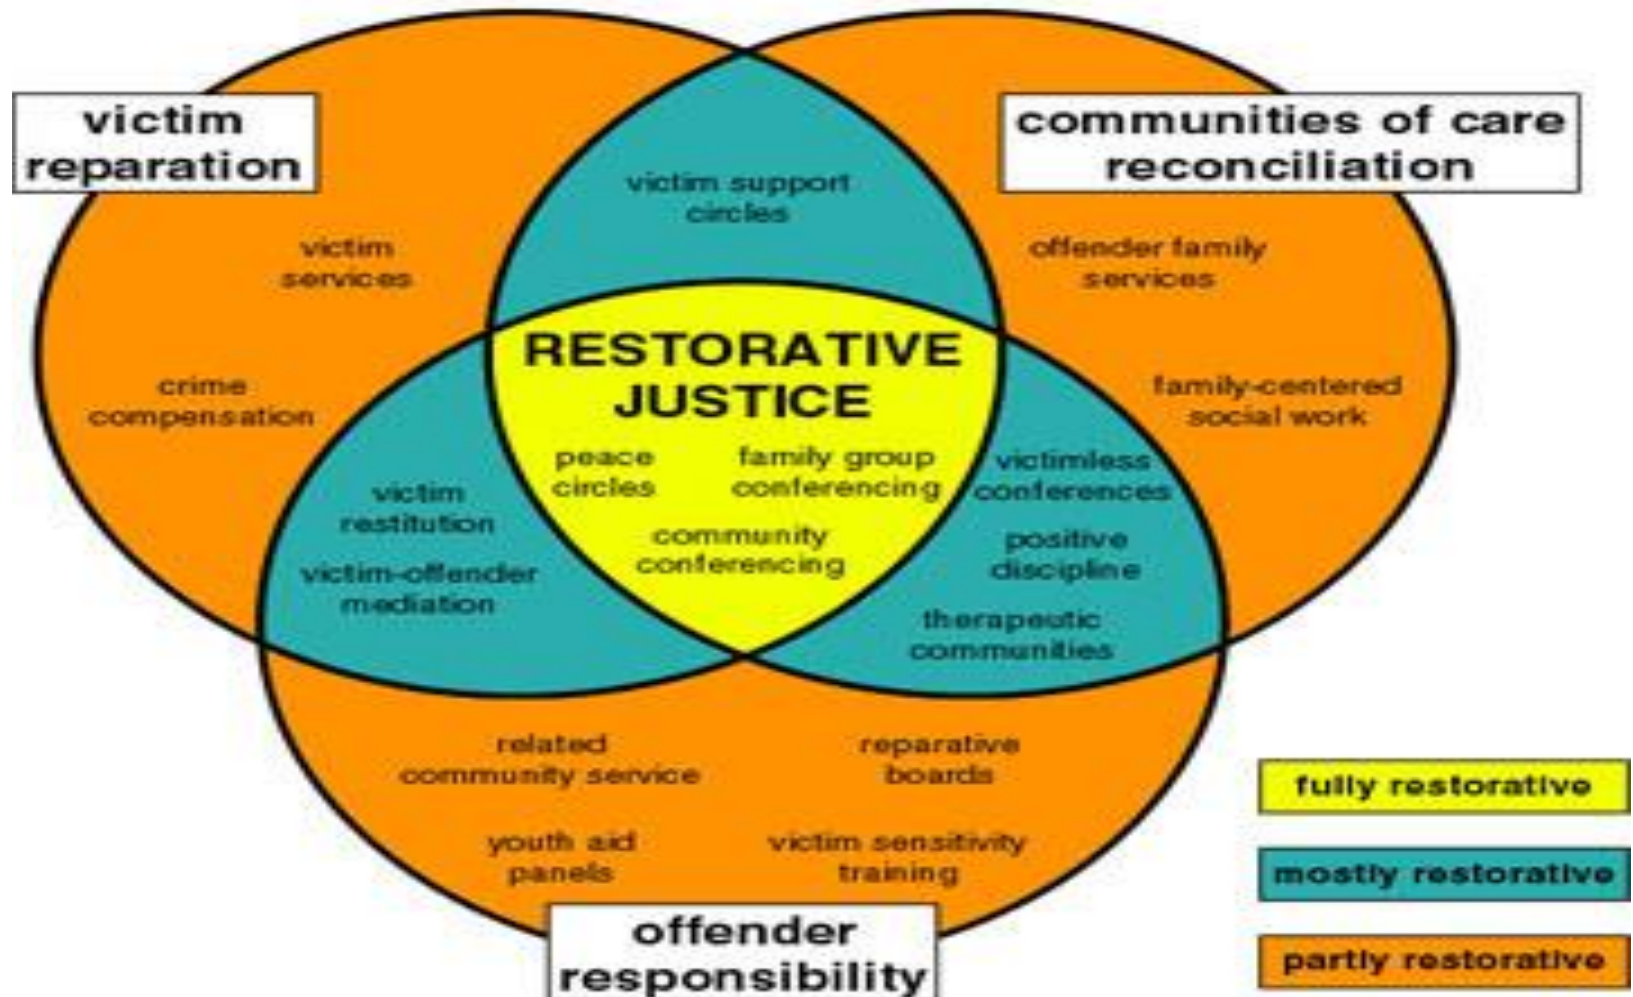 victim
reparation
communities of care
reconciliation
victim support
circles
victim
services
offender family
services
RESTORATIVE
JUSTICE
crime
compensation
family-centered
social work
peace
circles
family group
conferencing
victimless
conferences
victim
restitution
community
conferencing
positive
discipline
victim-offender
mediation
therapeutic
communities
related
community service
reparative
boards
youth aid
panels
victim sensitivity
training
offender
responsibility
fully restorative
mostly restorative
partly restorative